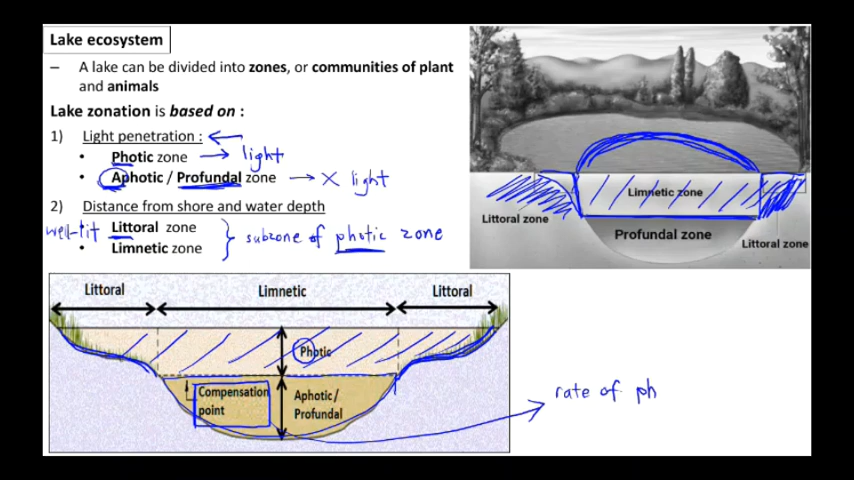 Lake ecosystem
– A lake can be divided into zones, or communities of plant
and animals
Lake zonation is based on :
1) Light penetration :
• Photic zone → light
• Aphotic / Profundal zone → X light
2) Distance from shore and water depth
well-lit Littoral zone
• Limnetic zone
subzone of photic zone
Limnetic zone
Littoral zone
Profundal zone
Littoral zone
Littoral
Limnetic
Littoral
Photic
Compensation
point
Aphotic /
Profundal
rate of ph